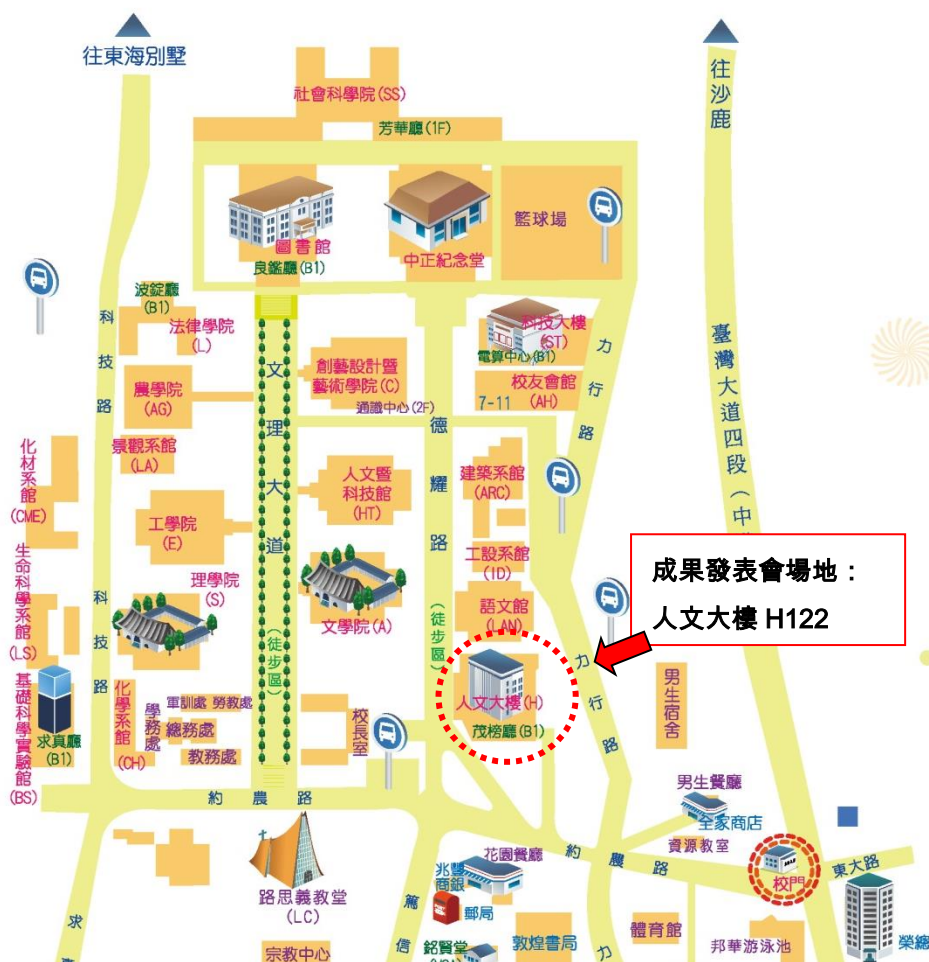 往東海別墅
往沙鹿
社會科學院(SS)
芳華廳(1F)
圖書館
良鑑廳(B1)
中正紀念堂
籃球場
波錠廳
(B1)
法律學院
(L)
科技路
文理大道
(徒步區)
創藝設計暨
藝術學院(C)
通識中心(2F)
科技大樓
(ST)
電算中心(B1)
7-11
校友會館
(AH)
力行路
德耀路
(徒步區)
臺灣大道四段(中
農學院
(AG)
景觀系館
(LA)
化材系館
(CME)
人文暨
科技館
(HT)
建築系館
(ARC)
工學院
(E)
工設系館
(ID)
成果發表會場地：
人文大樓 H122
生命科學系館
(LS)
理學院
(S)
科技路
文學院(A)
語文館
(LAN)
人文大樓(H)
茂榜廳(B1)
力行路
男生宿舍
基礎科學實驗館
(BS)
求真廳
(B1)
化學系館
(CH)
學務處
軍訓處 勞教處
總務處
教務處
校長室
約農路
男生餐廳
全家商店
資源教室
約農路
校門
東大路
路思義教堂
(LC)
花園餐廳
兆豐
商銀
郵局
篤信
銘賢堂
敦煌書局
體育館
邦華游泳池
榮總
宗教中心
求
力